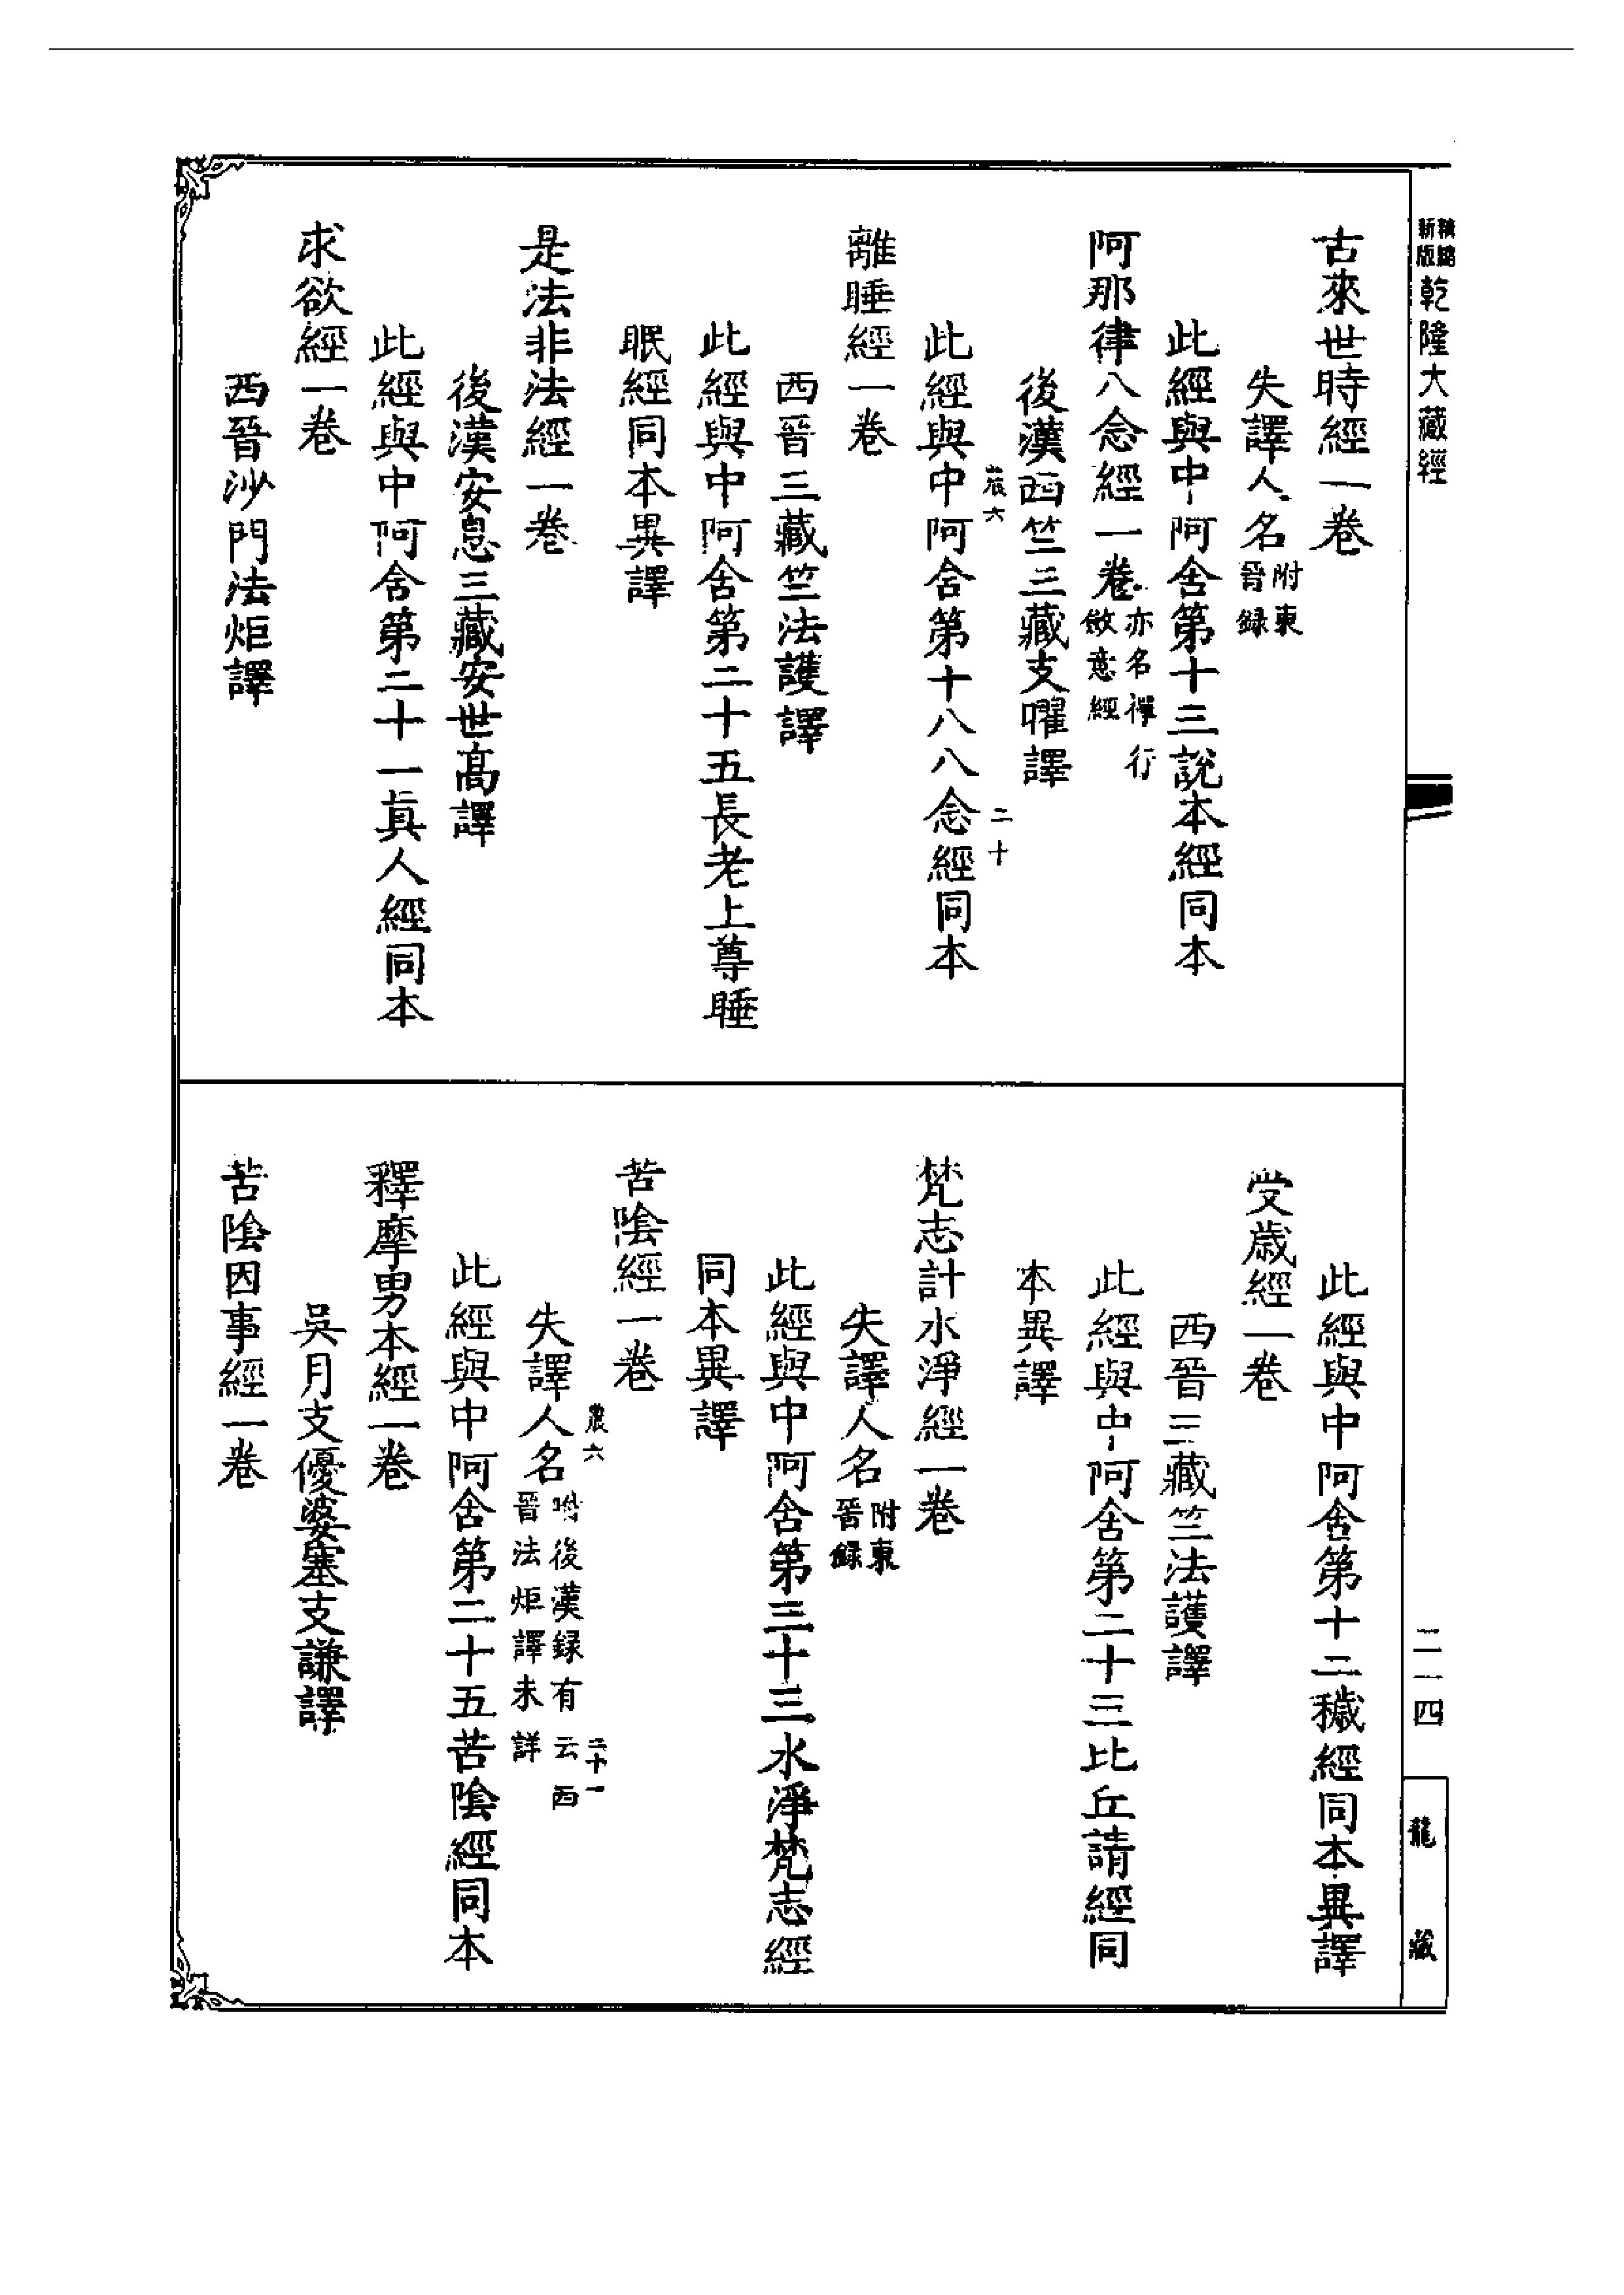 新版
精縮
乾隆大藏經
古來世時經一卷
失譯人名附東晉録
此經與中阿含第十三說本經同本
阿那律八念經一卷亦名禪行斂意經
後漢西竺三藏支曜譯
農六
二十
此經與中阿含第十八八念經同本
離睡經一卷
西晉三藏竺法護譯
此經與中阿含第二十五長老上尊睡
眠經同本異譯
是法非法經一卷
後漢安息三藏安世高譯
此經與中阿含第二十一真人經同本
求欲經一卷
西晉沙門法炬譯
此經與中阿含第十二穢經同本異譯
受歲經一卷
西晉三藏竺法護譯
此經與中阿含第二十三比丘請經同
本異譯
梵志計水淨經一卷
失譯人名附東晉録
此經與中阿含第三十三水淨梵志經
同本異譯
苦陰經一卷
農六
二十一
失譯人名附後漢録有云西晉法炬譯未詳
此經與中阿含第二十五苦陰經同本
釋摩男本經一卷
吳月支優婆塞支謙譯
苦陰因事經一卷
二一四
龍藏